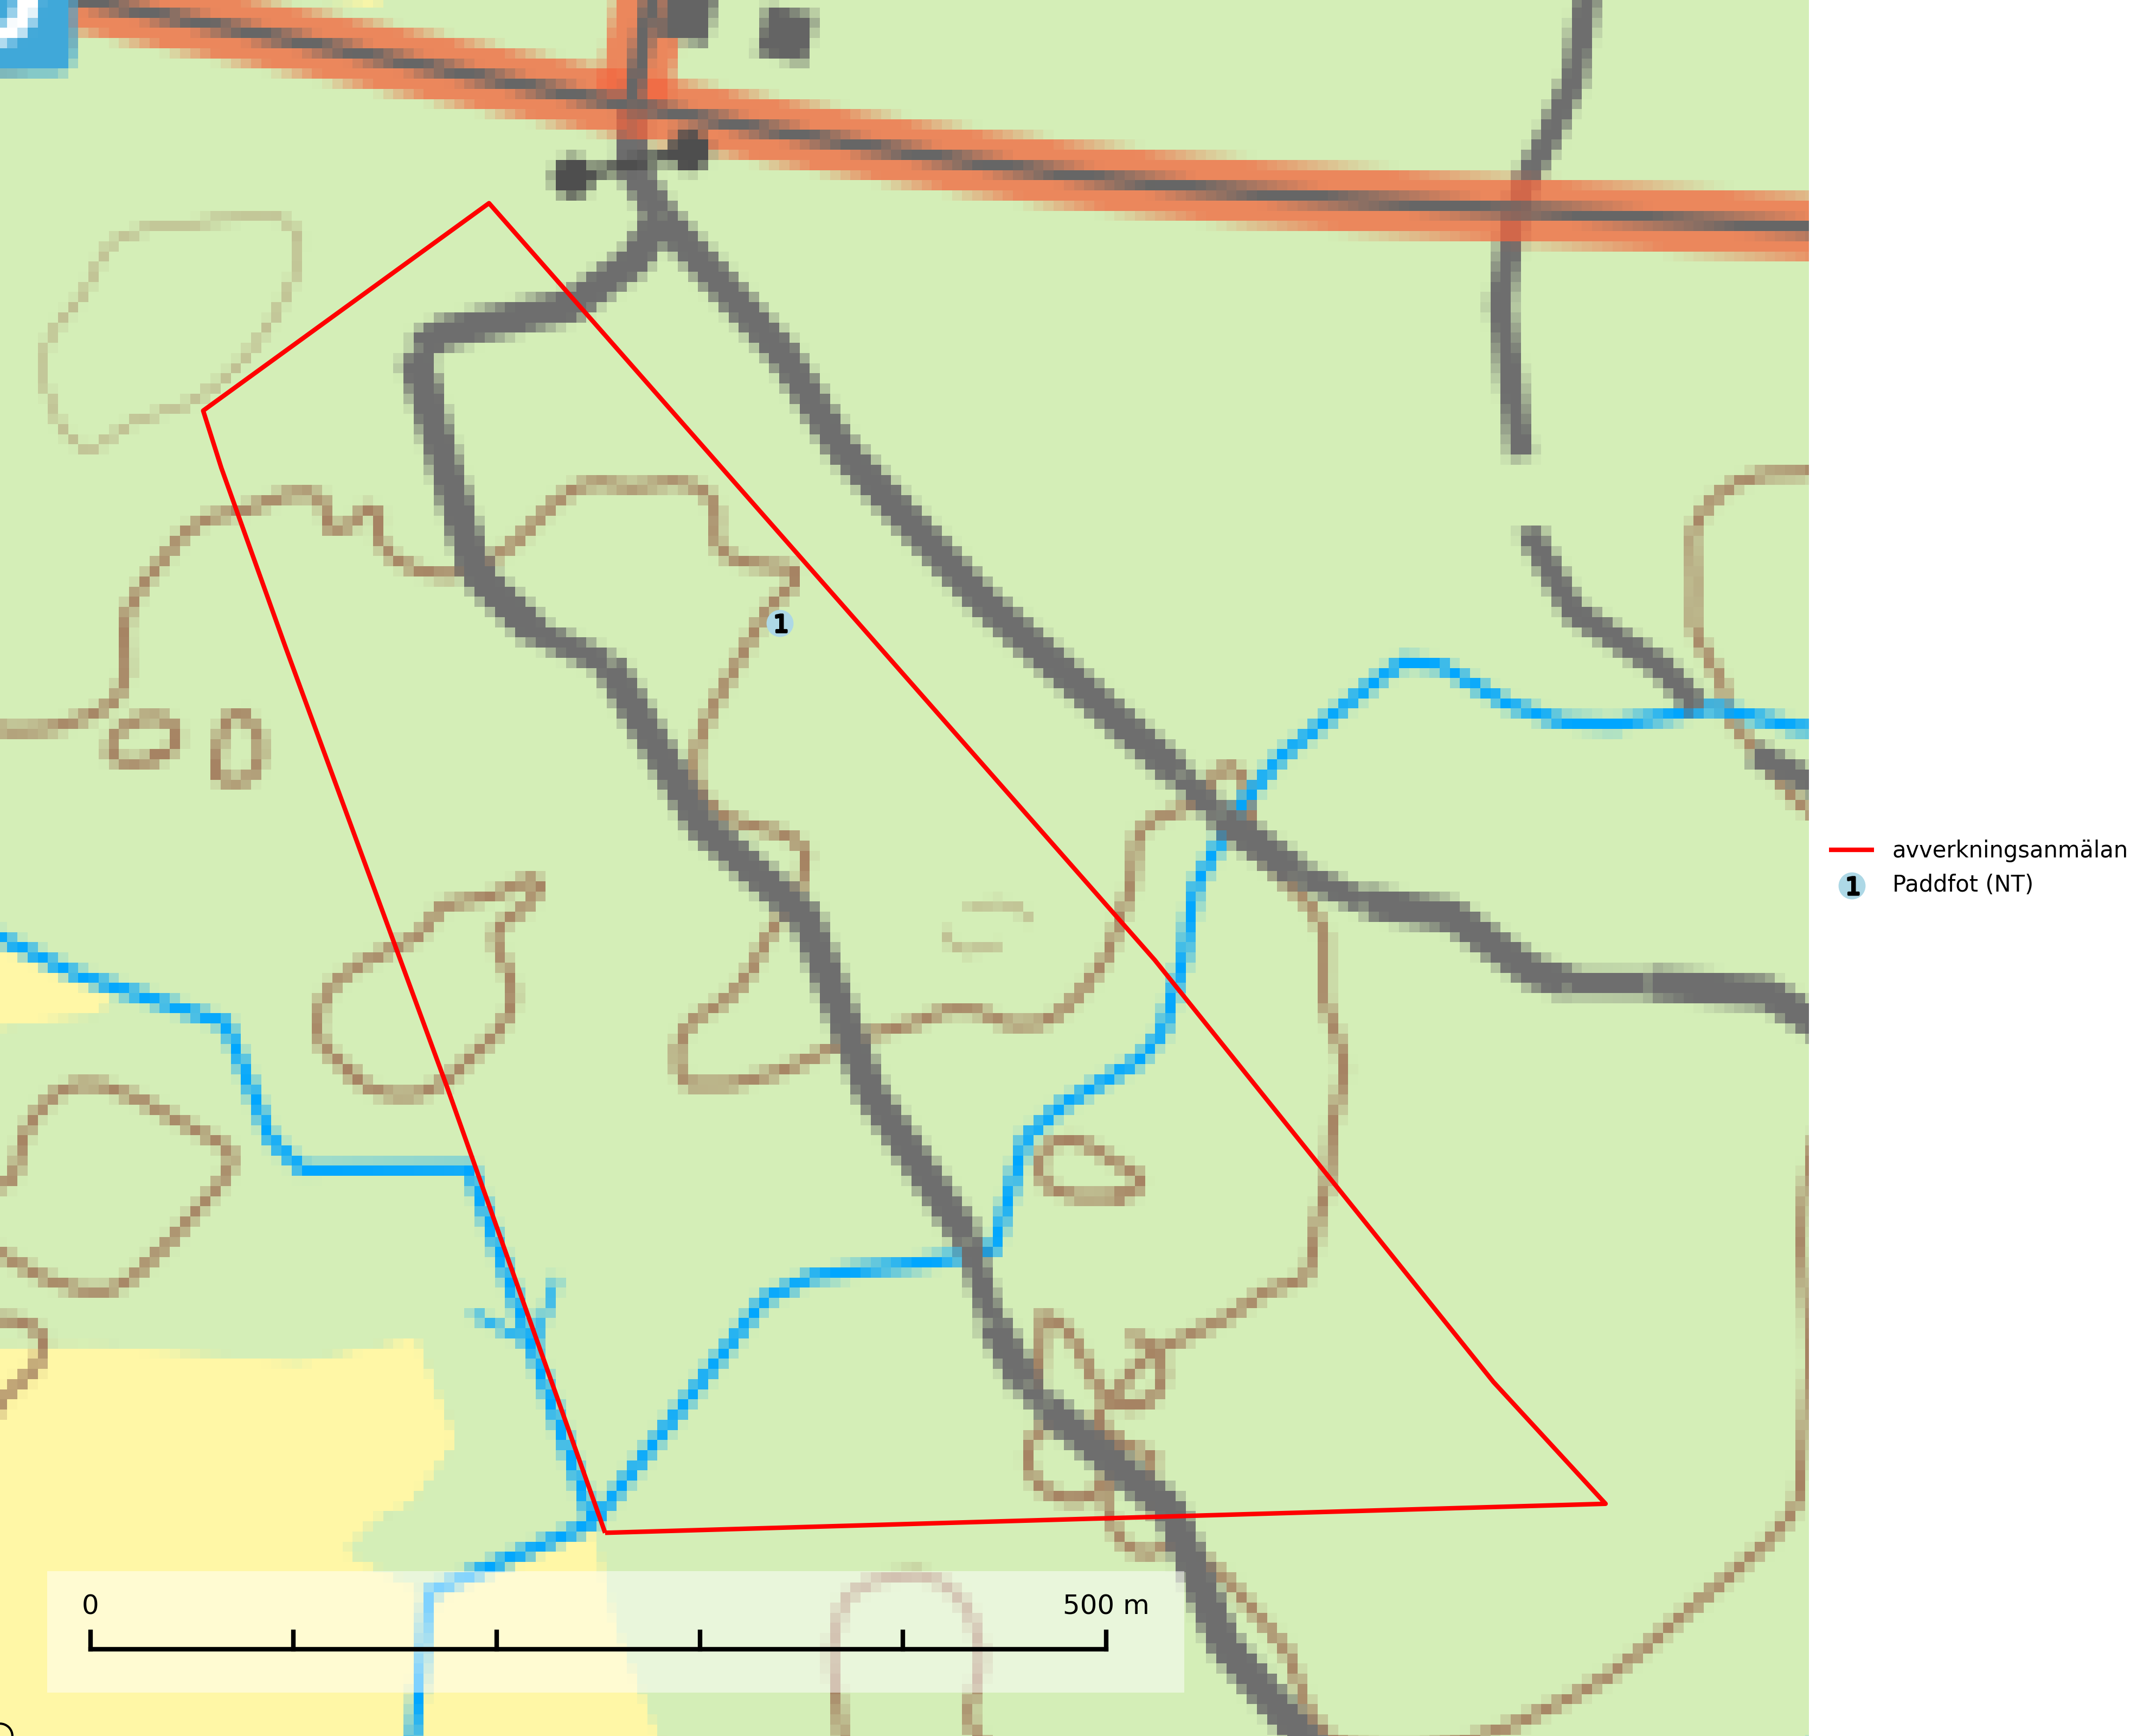 1
avverkningsanmälan
1 Paddfot (NT)
0 500 m